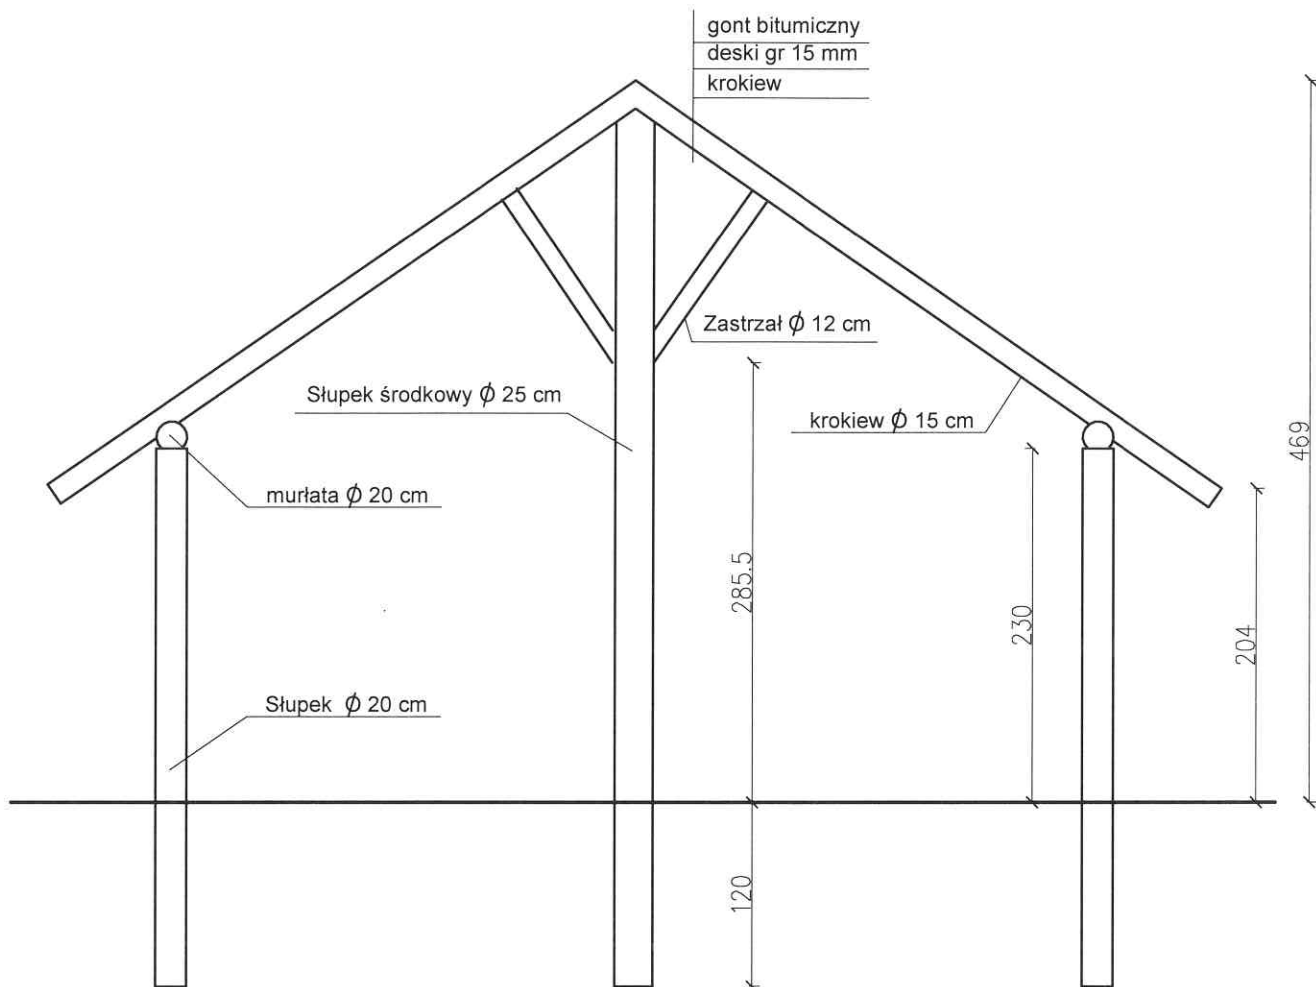 gont bitumiczny
deski gr 15 mm
krokiew
Zastrzał ϕ 12 cm
Słupek środkowy ϕ 25 cm
krokiew ϕ 15 cm
murłata ϕ 20 cm
Słupek ϕ 20 cm
285.5
230
204
469
120